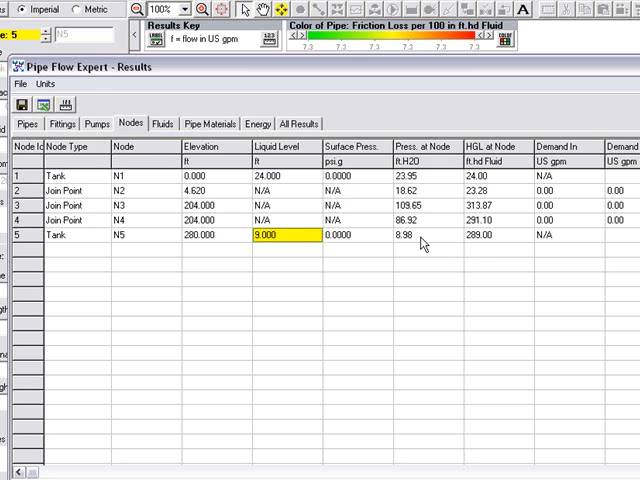 Imperial Metric 100% A
e: 5 N5
Results Key
LABEL f = flow in US gpm 123
Color of Pipe: Friction Loss per 100 in ft.hd Fluid
7.3 7.3 7.3 7.3 7.3 COLOR
Pipe Flow Expert - Results
File Units
Pipes Fittings Pumps Nodes Fluids Pipe Materials Energy All Results
Node Ic Node Type Node Elevation Liquid Level Surface Press. Press. at Node HGL at Node Demand In Demand
ft ft psi.g ft.H2O ft.hd Fluid US gpm US gpm
1 Tank N1 0.000 24.000 0.0000 23.95 24.00 0.00
2 Join Point N2 4.620 N/A N/A 18.62 23.28 0.00 0.00
3 Join Point N3 204.000 N/A N/A 109.65 313.87 0.00 0.00
4 Join Point N4 204.000 N/A N/A 86.92 291.10 0.00 0.00
5 Tank N5 280.000 9.000 0.0000 8.98 289.00 N/A